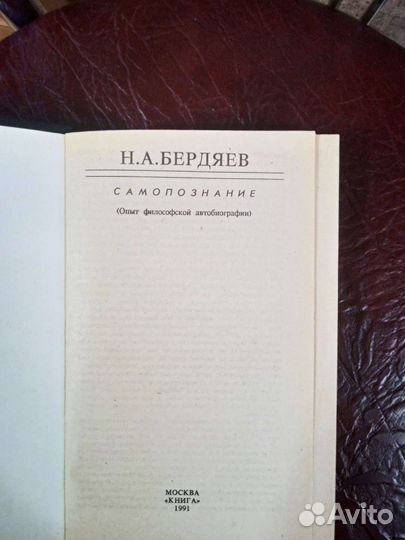 Н.А.БЕРДЯЕВ
САМОПОЗНАНИЕ
(Опыт философской автобиографии)
МОСКВА
«КНИГА»
1991
Avito